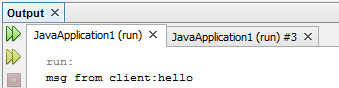 Output
JavaApplication1 (run) JavaApplication1 (run) #3
run:
msg from client:hello